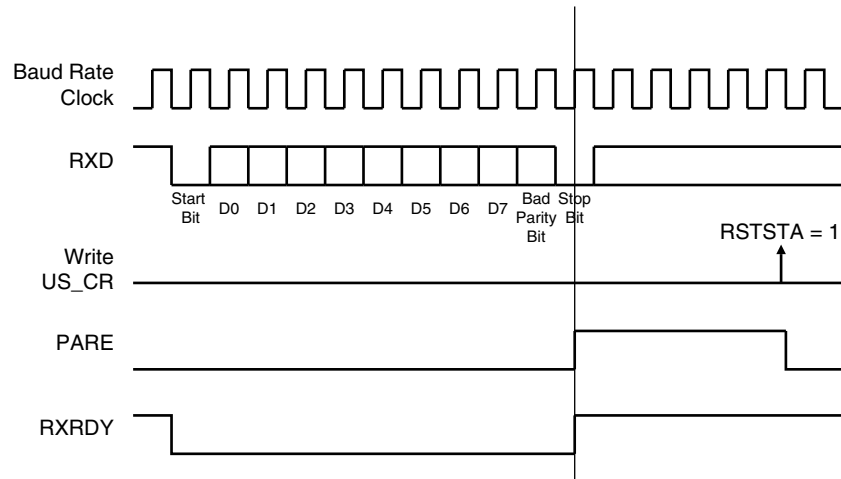 Baud Rate
Clock
RXD
Start
Bit
D0
D1
D2
D3
D4
D5
D6
D7
Bad
Parity
Bit
Stop
Bit
RSTSTA = 1
Write
US_CR
PARE
RXRDY